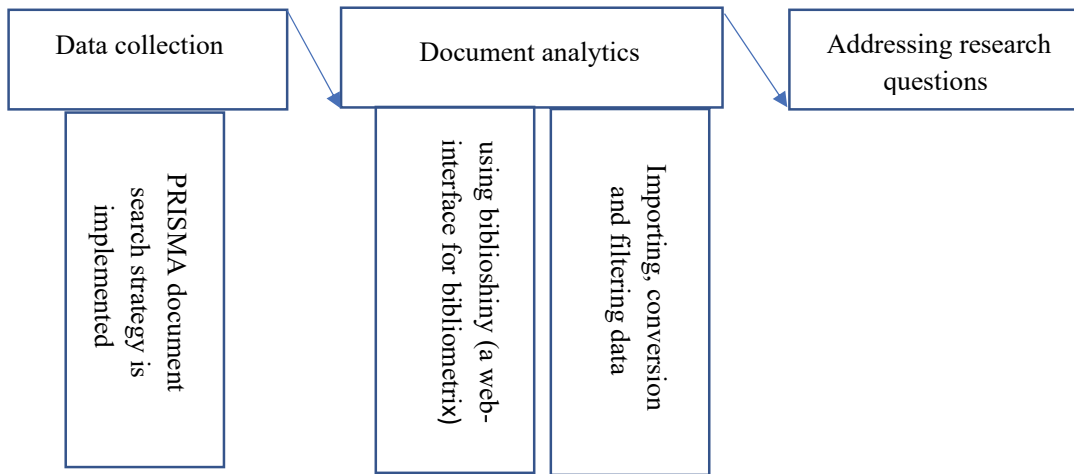 Data collection
Document analytics
Addressing research
questions
PRISMA document
search strategy is
implemented
using biblioshiny (a web-
interface for bibliometrix)
Importing, conversion
and filtering data